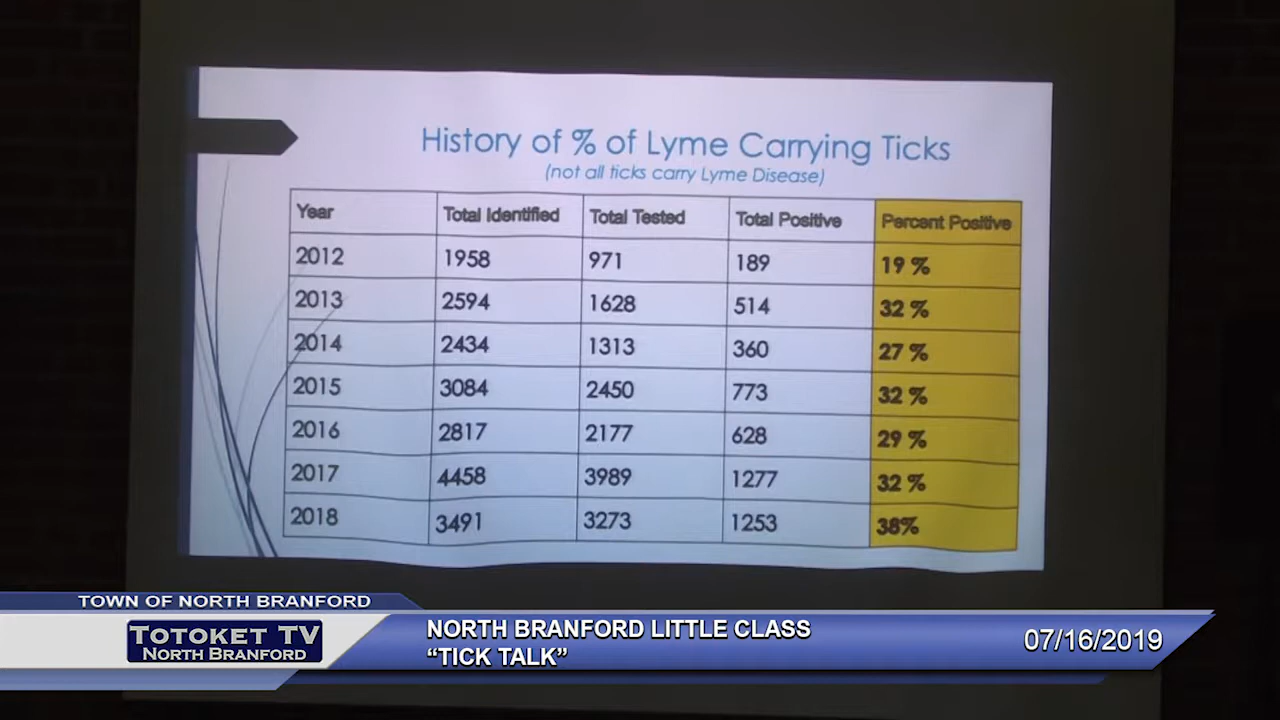 History of % of Lyme Carrying Ticks
(not all ticks carry Lyme Disease)
Year Total Identified Total Tested Total Positive Percent Positive
2012 1958 971 189 19 %
2013 2594 1628 514 32 %
2014 2434 1313 360 27 %
2015 3084 2450 773 32 %
2016 2817 2177 628 29 %
2017 4458 3989 1277 32 %
2018 3491 3273 1253 38%
TOWN OF NORTH BRANFORD
TOTOKET TV
NORTH BRANFORD
NORTH BRANFORD LITTLE CLASS
“TICK TALK”
07/16/2019